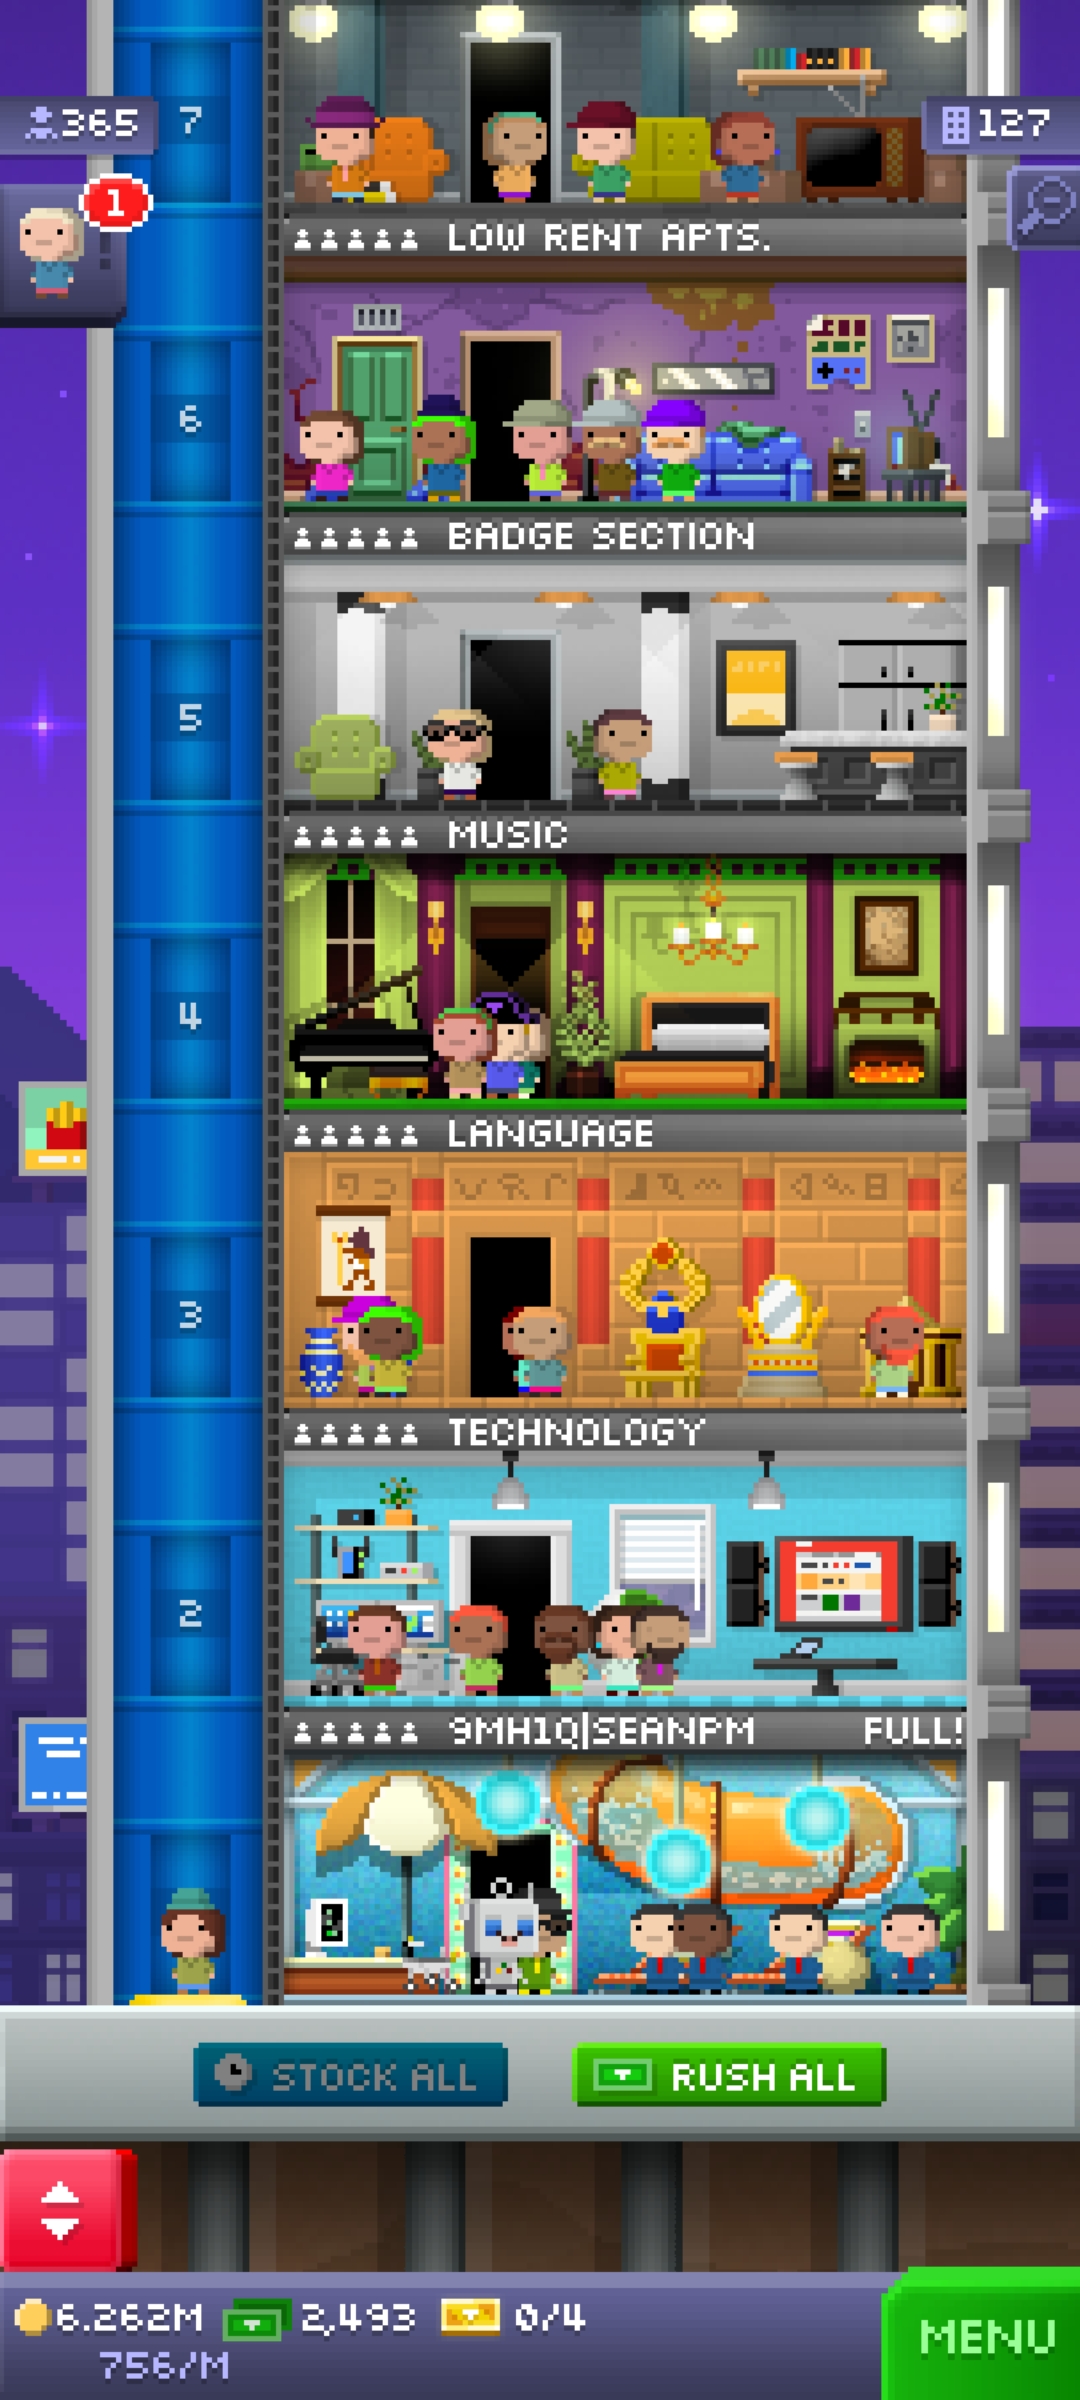 365
7
127
1
LOW RENT APTS.
6
BADGE SECTION
5
MUSIC
4
LANGUAGE
3
TECHNOLOGY
2
9MH1Q|SEANPM FULL!
STOCK ALL
RUSH ALL
6.262M
2,493
0/4
756/M
MENU